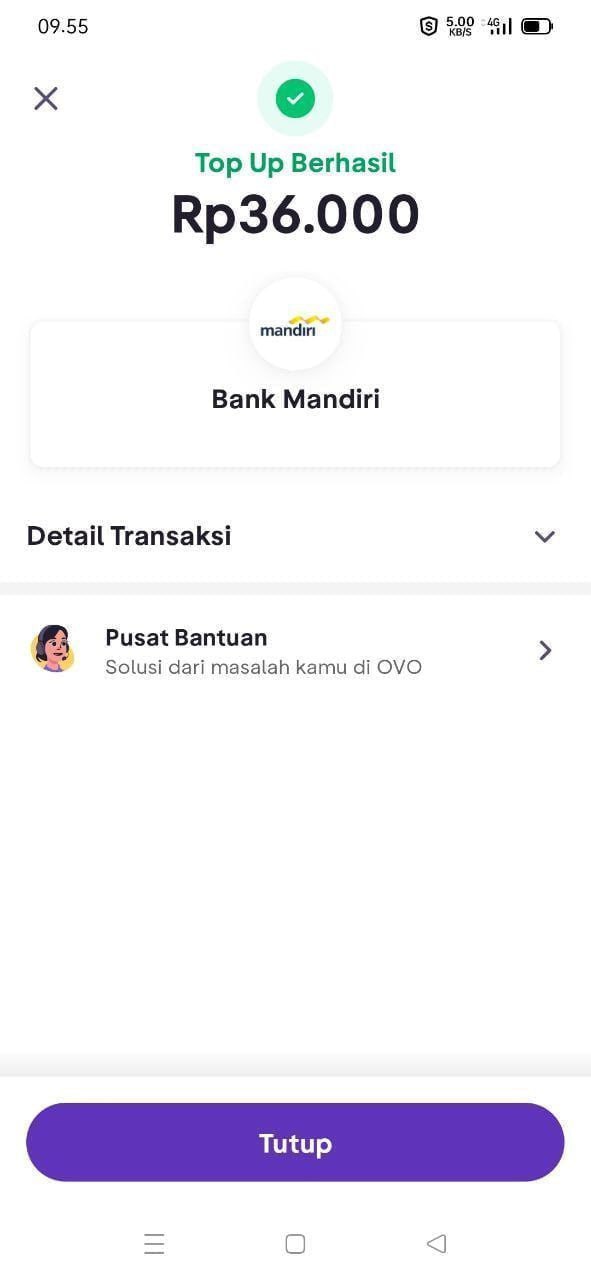 09.55
5.00
KB/S
4G
Top Up Berhasil
Rp36.000
mandiri
Bank Mandiri
Detail Transaksi
Pusat Bantuan
Solusi dari masalah kamu di OVO
Tutup